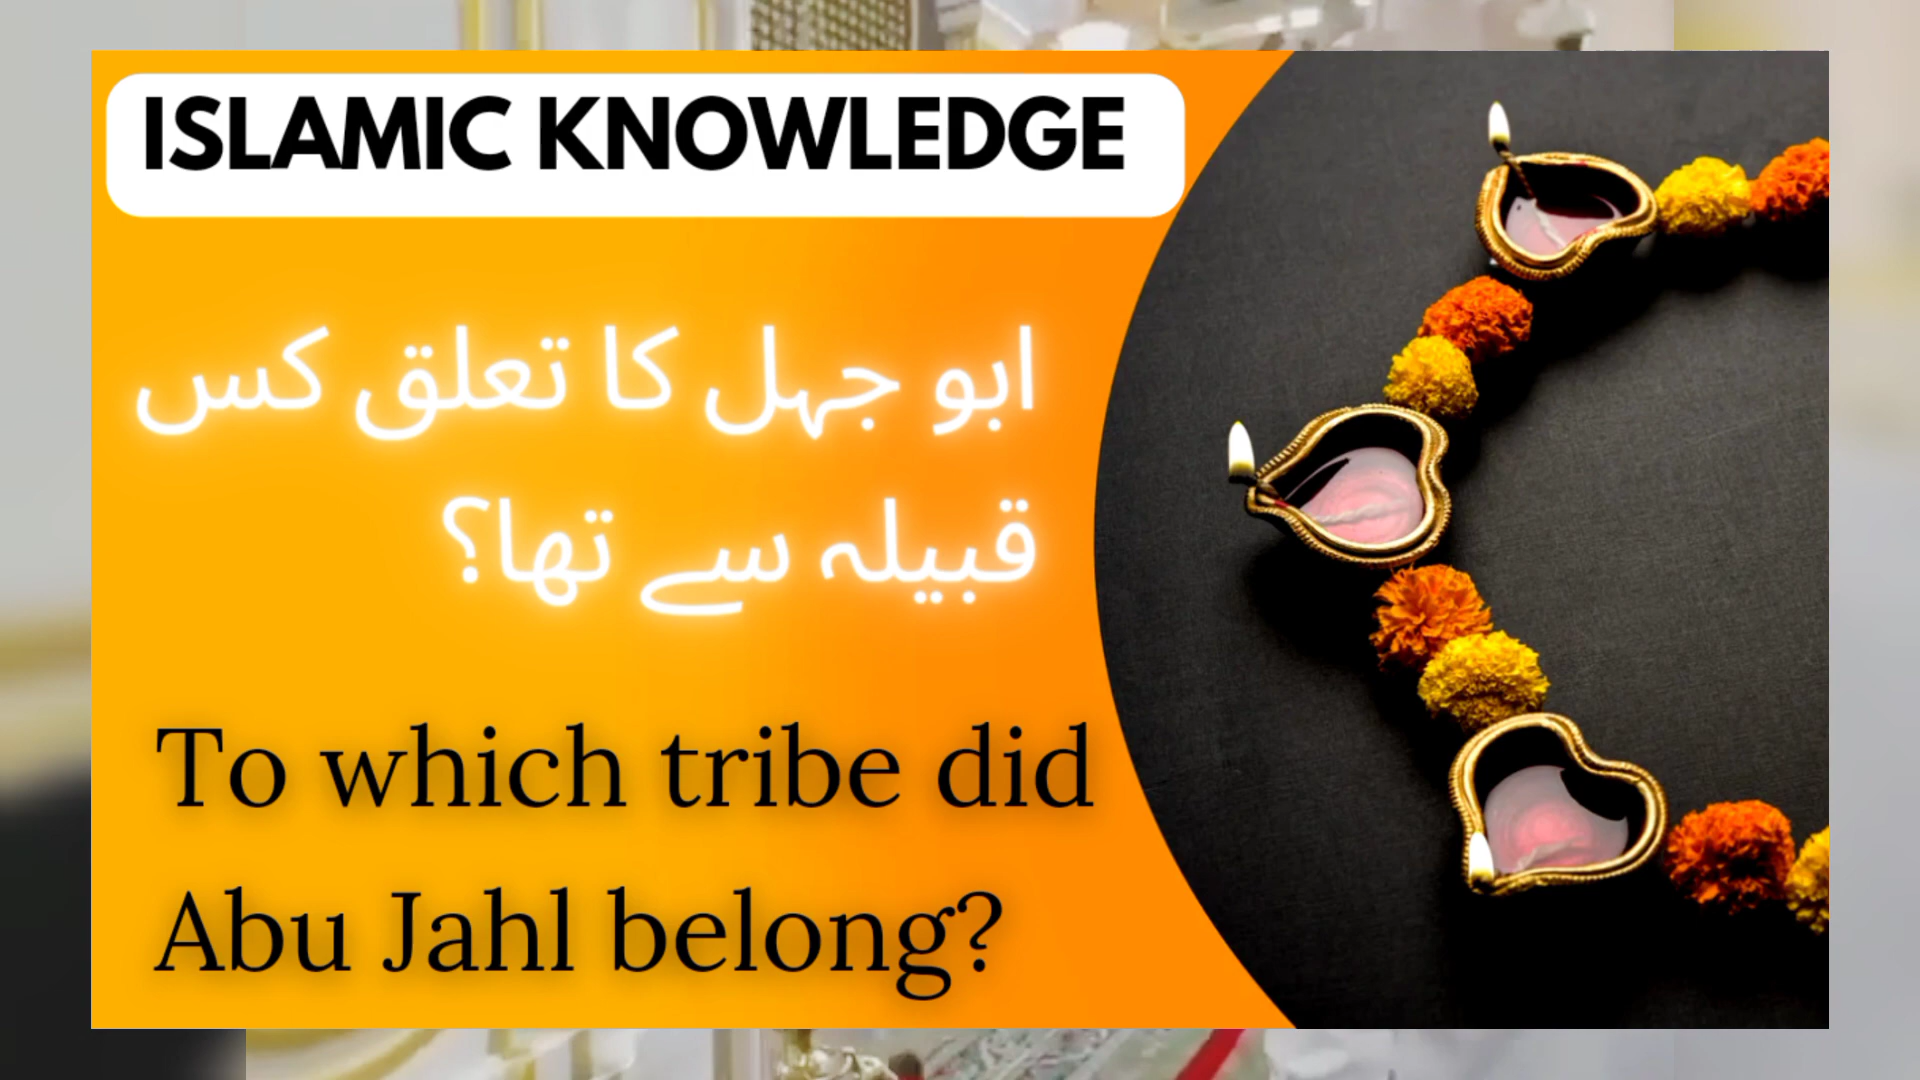 ISLAMIC KNOWLEDGE
ابو جہل کا تعلق کس
قبیلہ سے تھا؟
To which tribe did
Abu Jahl belong?